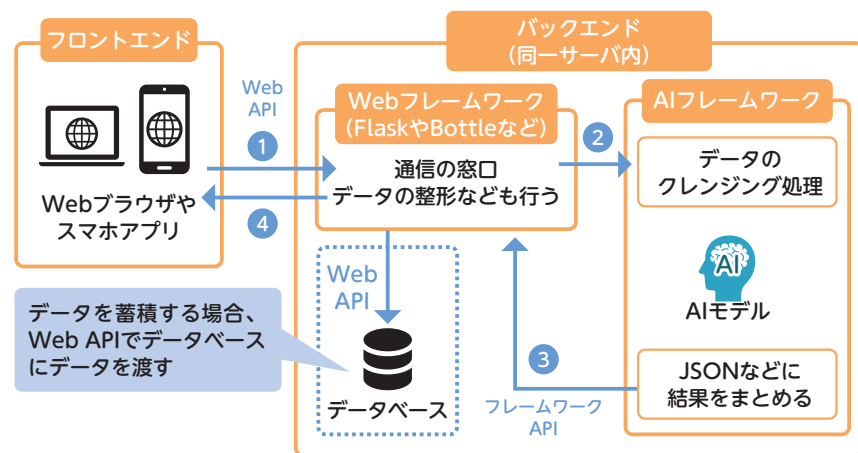 フロントエンド
Webブラウザや
スマホアプリ
Web
API
1
4
バックエンド
(同一サーバ内)
Webフレームワーク
(FlaskやBottleなど)
通信の窓口
データの整形なども行う
2
AIフレームワーク
データの
クレンジング処理
AI
AIモデル
JSONなどに
結果をまとめる
3
フレームワーク
API
Web
API
データベース
データを蓄積する場合、
Web APIでデータベース
にデータを渡す